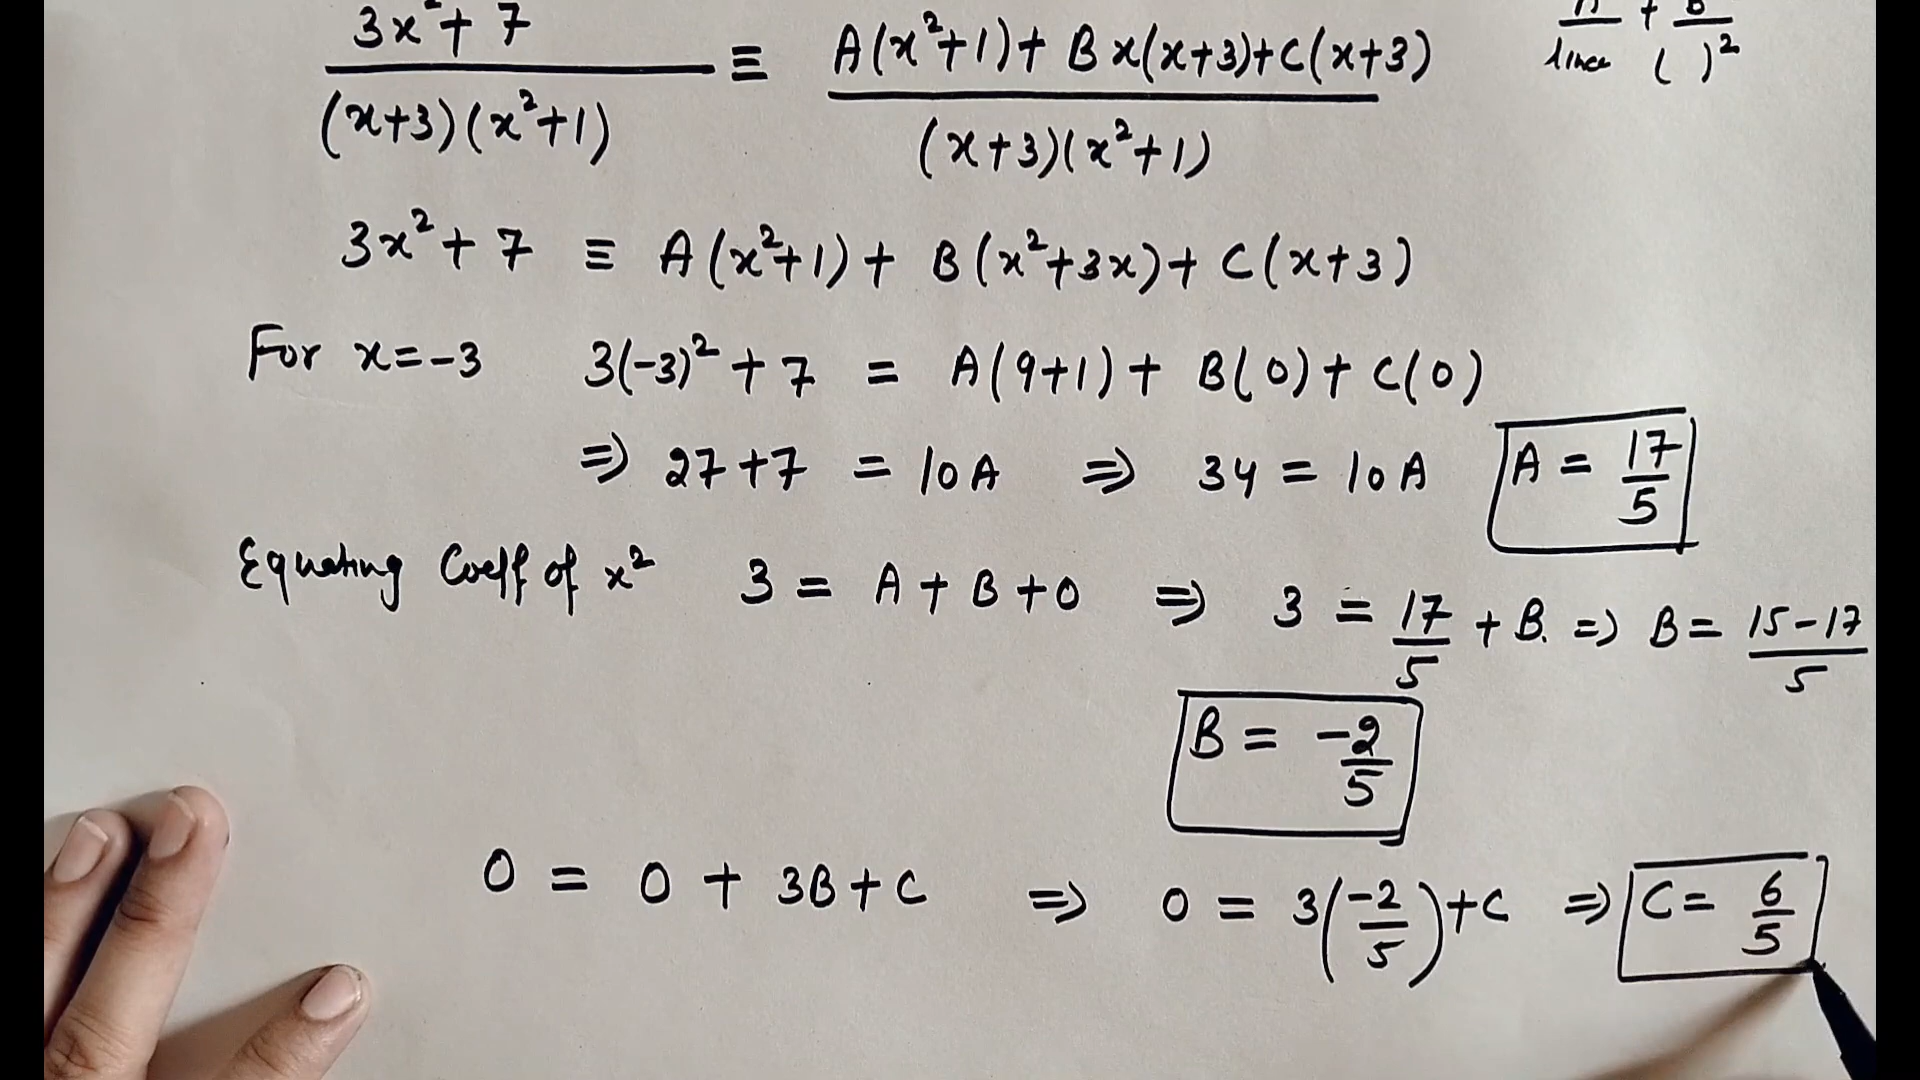 3x²+7 / (x+3)(x²+1) ≡ A(x²+1)+ Bx(x+3)+C(x+3) / (x+3)(x²+1)
+ B / linear ( )²
3x²+7 ≡ A(x²+1)+ B(x²+3x)+ C(x+3)
For x=-3 3(-3)²+7 = A(9+1)+ B(0)+ C(0)
⇒ 27+7 = 10A ⇒ 34 = 10A A = 17/5
Equating Coeff of x² 3 = A+B+0 ⇒ 3 = 17/5 + B. ⇒ B = 15-17/5
B = -2/5
0 = 0 + 3B+C ⇒ 0 = 3(-2/5)+C ⇒ C = 6/5